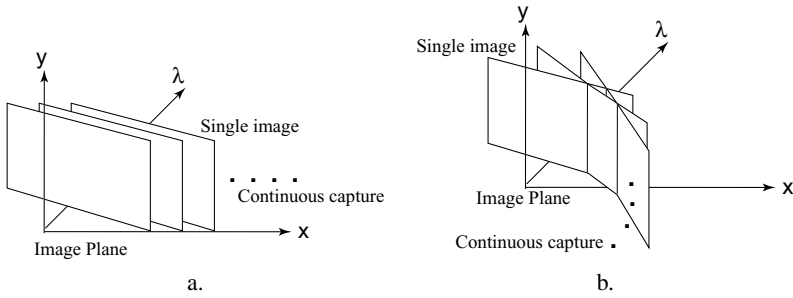 y
λ
Single image
Continuous capture
x
Image Plane
a.
y
λ
Single image
x
Image Plane
Continuous capture
b.